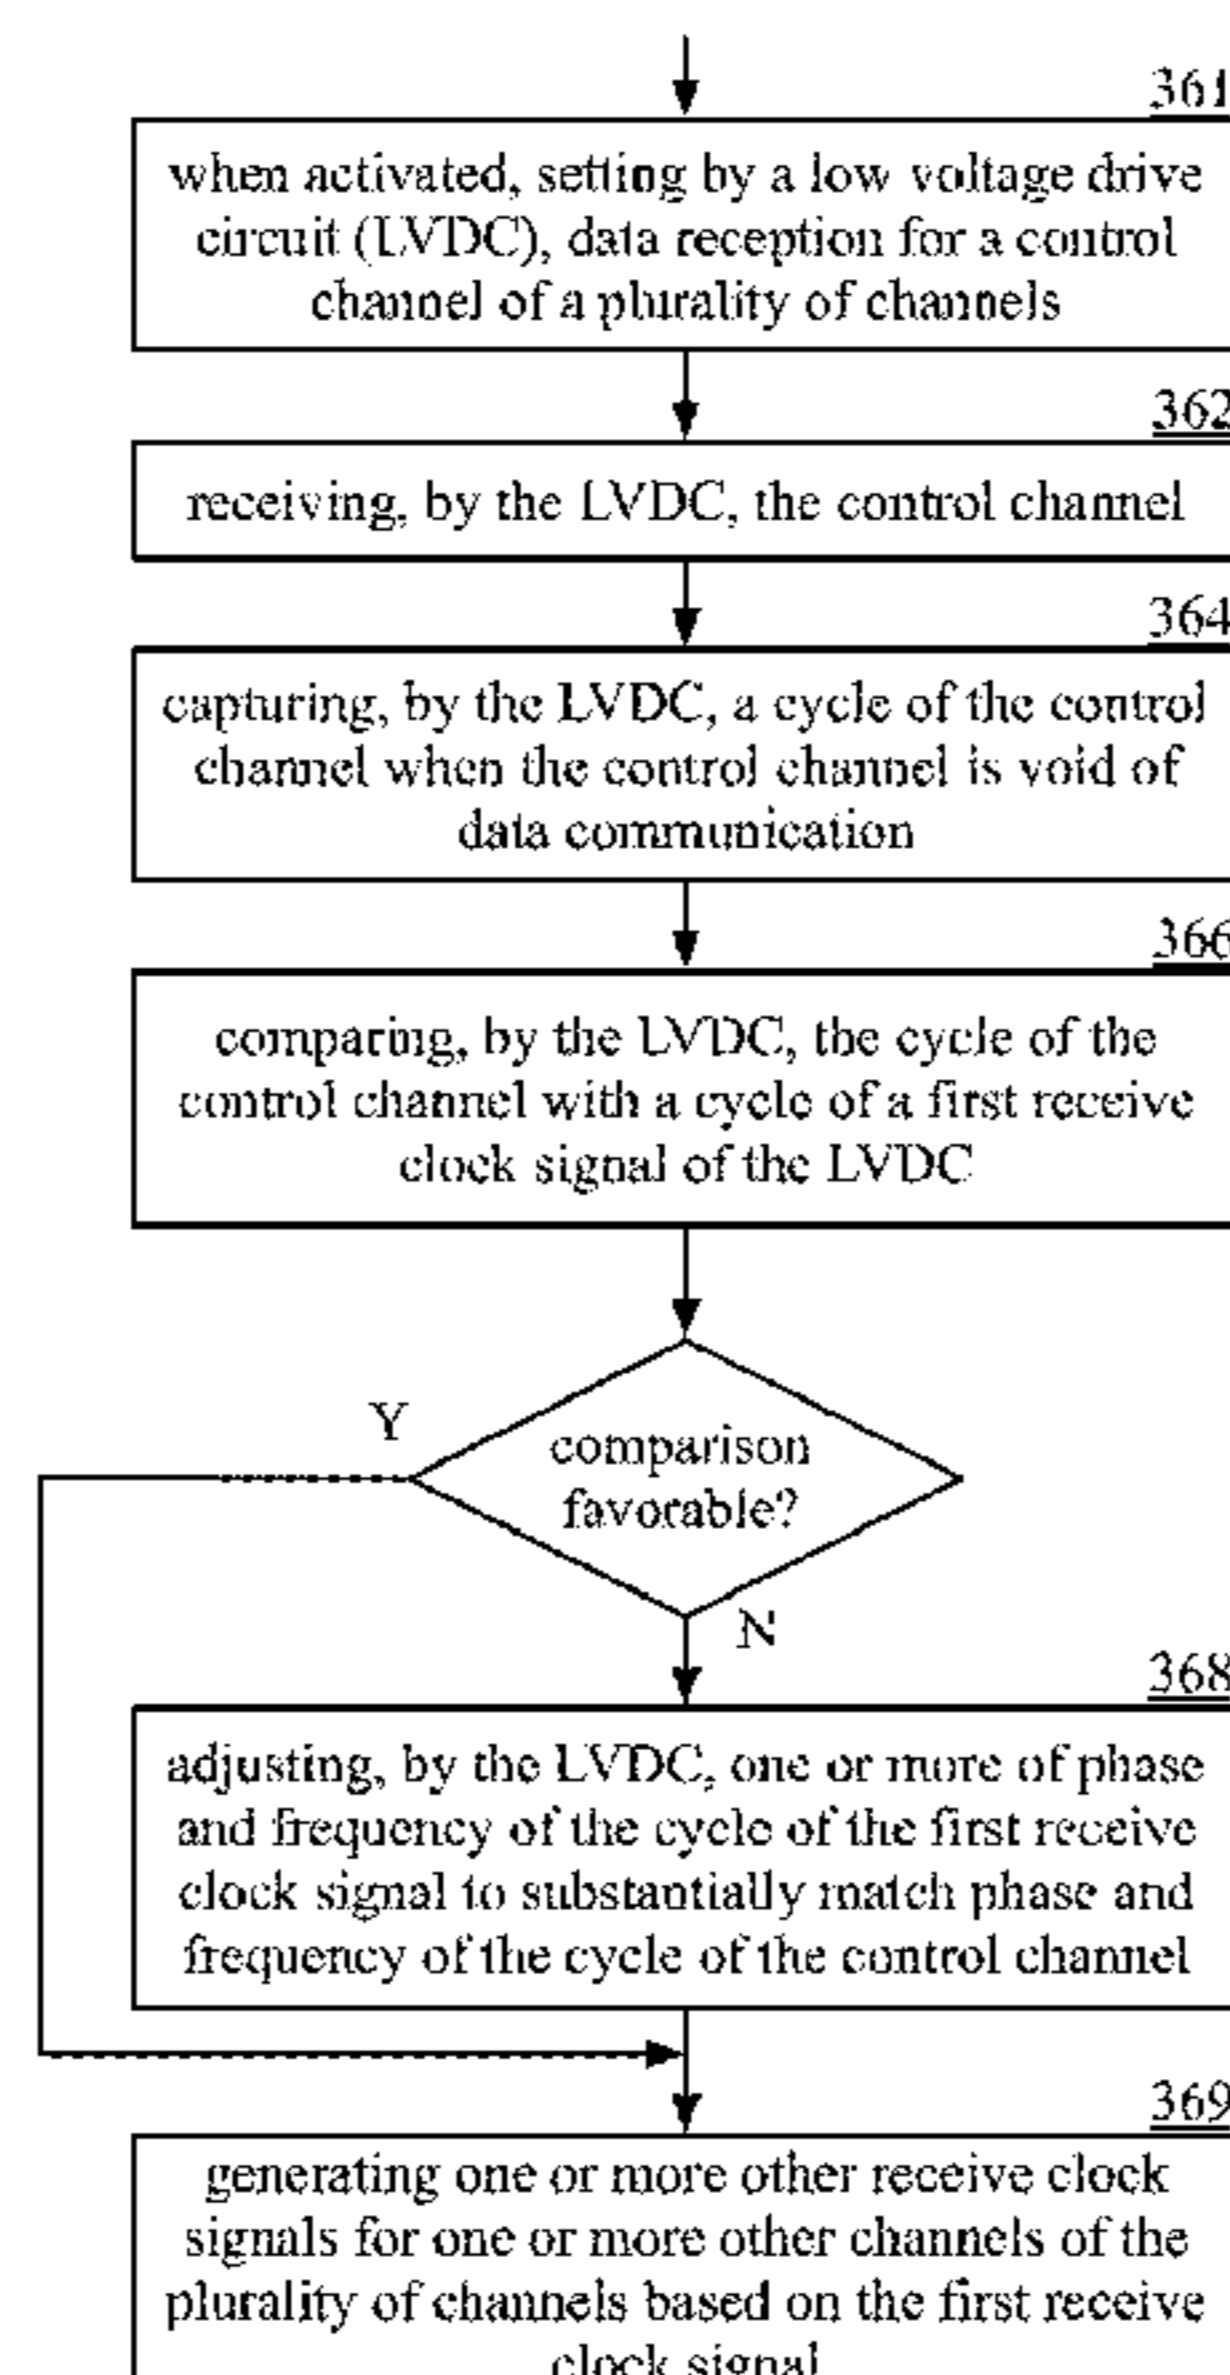 361
when activated, setting by a low voltage drive
circuit (LVDC), data reception for a control
channel of a plurality of channels
362
receiving, by the LVDC, the control channel
364
capturing, by the LVDC, a cycle of the control
channel when the control channel is void of
data communication
366
comparing, by the LVDC, the cycle of the
control channel with a cycle of a first receive
clock signal of the LVDC
Y
comparison
favorable?
N
368
adjusting, by the LVDC, one or more of phase
and frequency of the cycle of the first receive
clock signal to substantially match phase and
frequency of the cycle of the control channel
369
generating one or more other receive clock
signals for one or more other channels of the
plurality of channels based on the first receive
clock signal